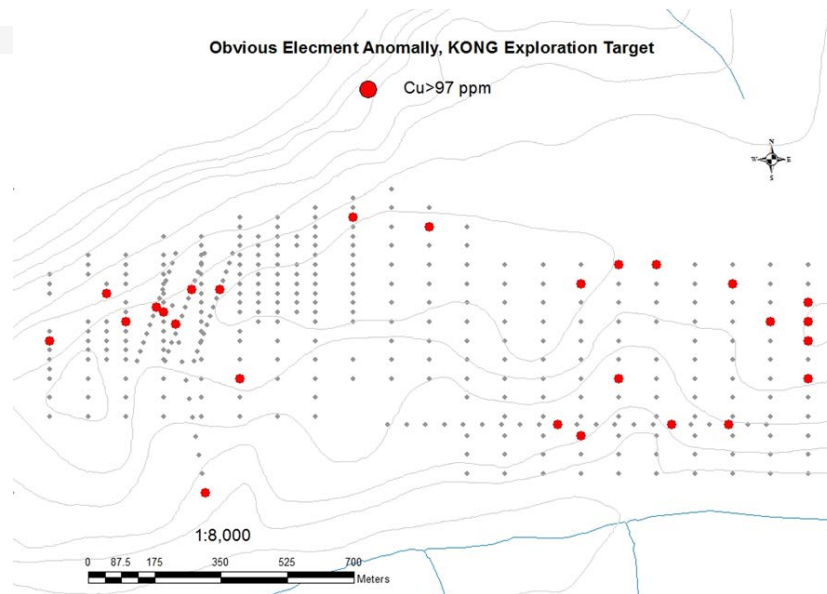 Obvious Elecment Anomally, KONG Exploration Target
Cu>97 ppm
N
W E
S
1:8,000
0 87.5 175 350 525 700
Meters